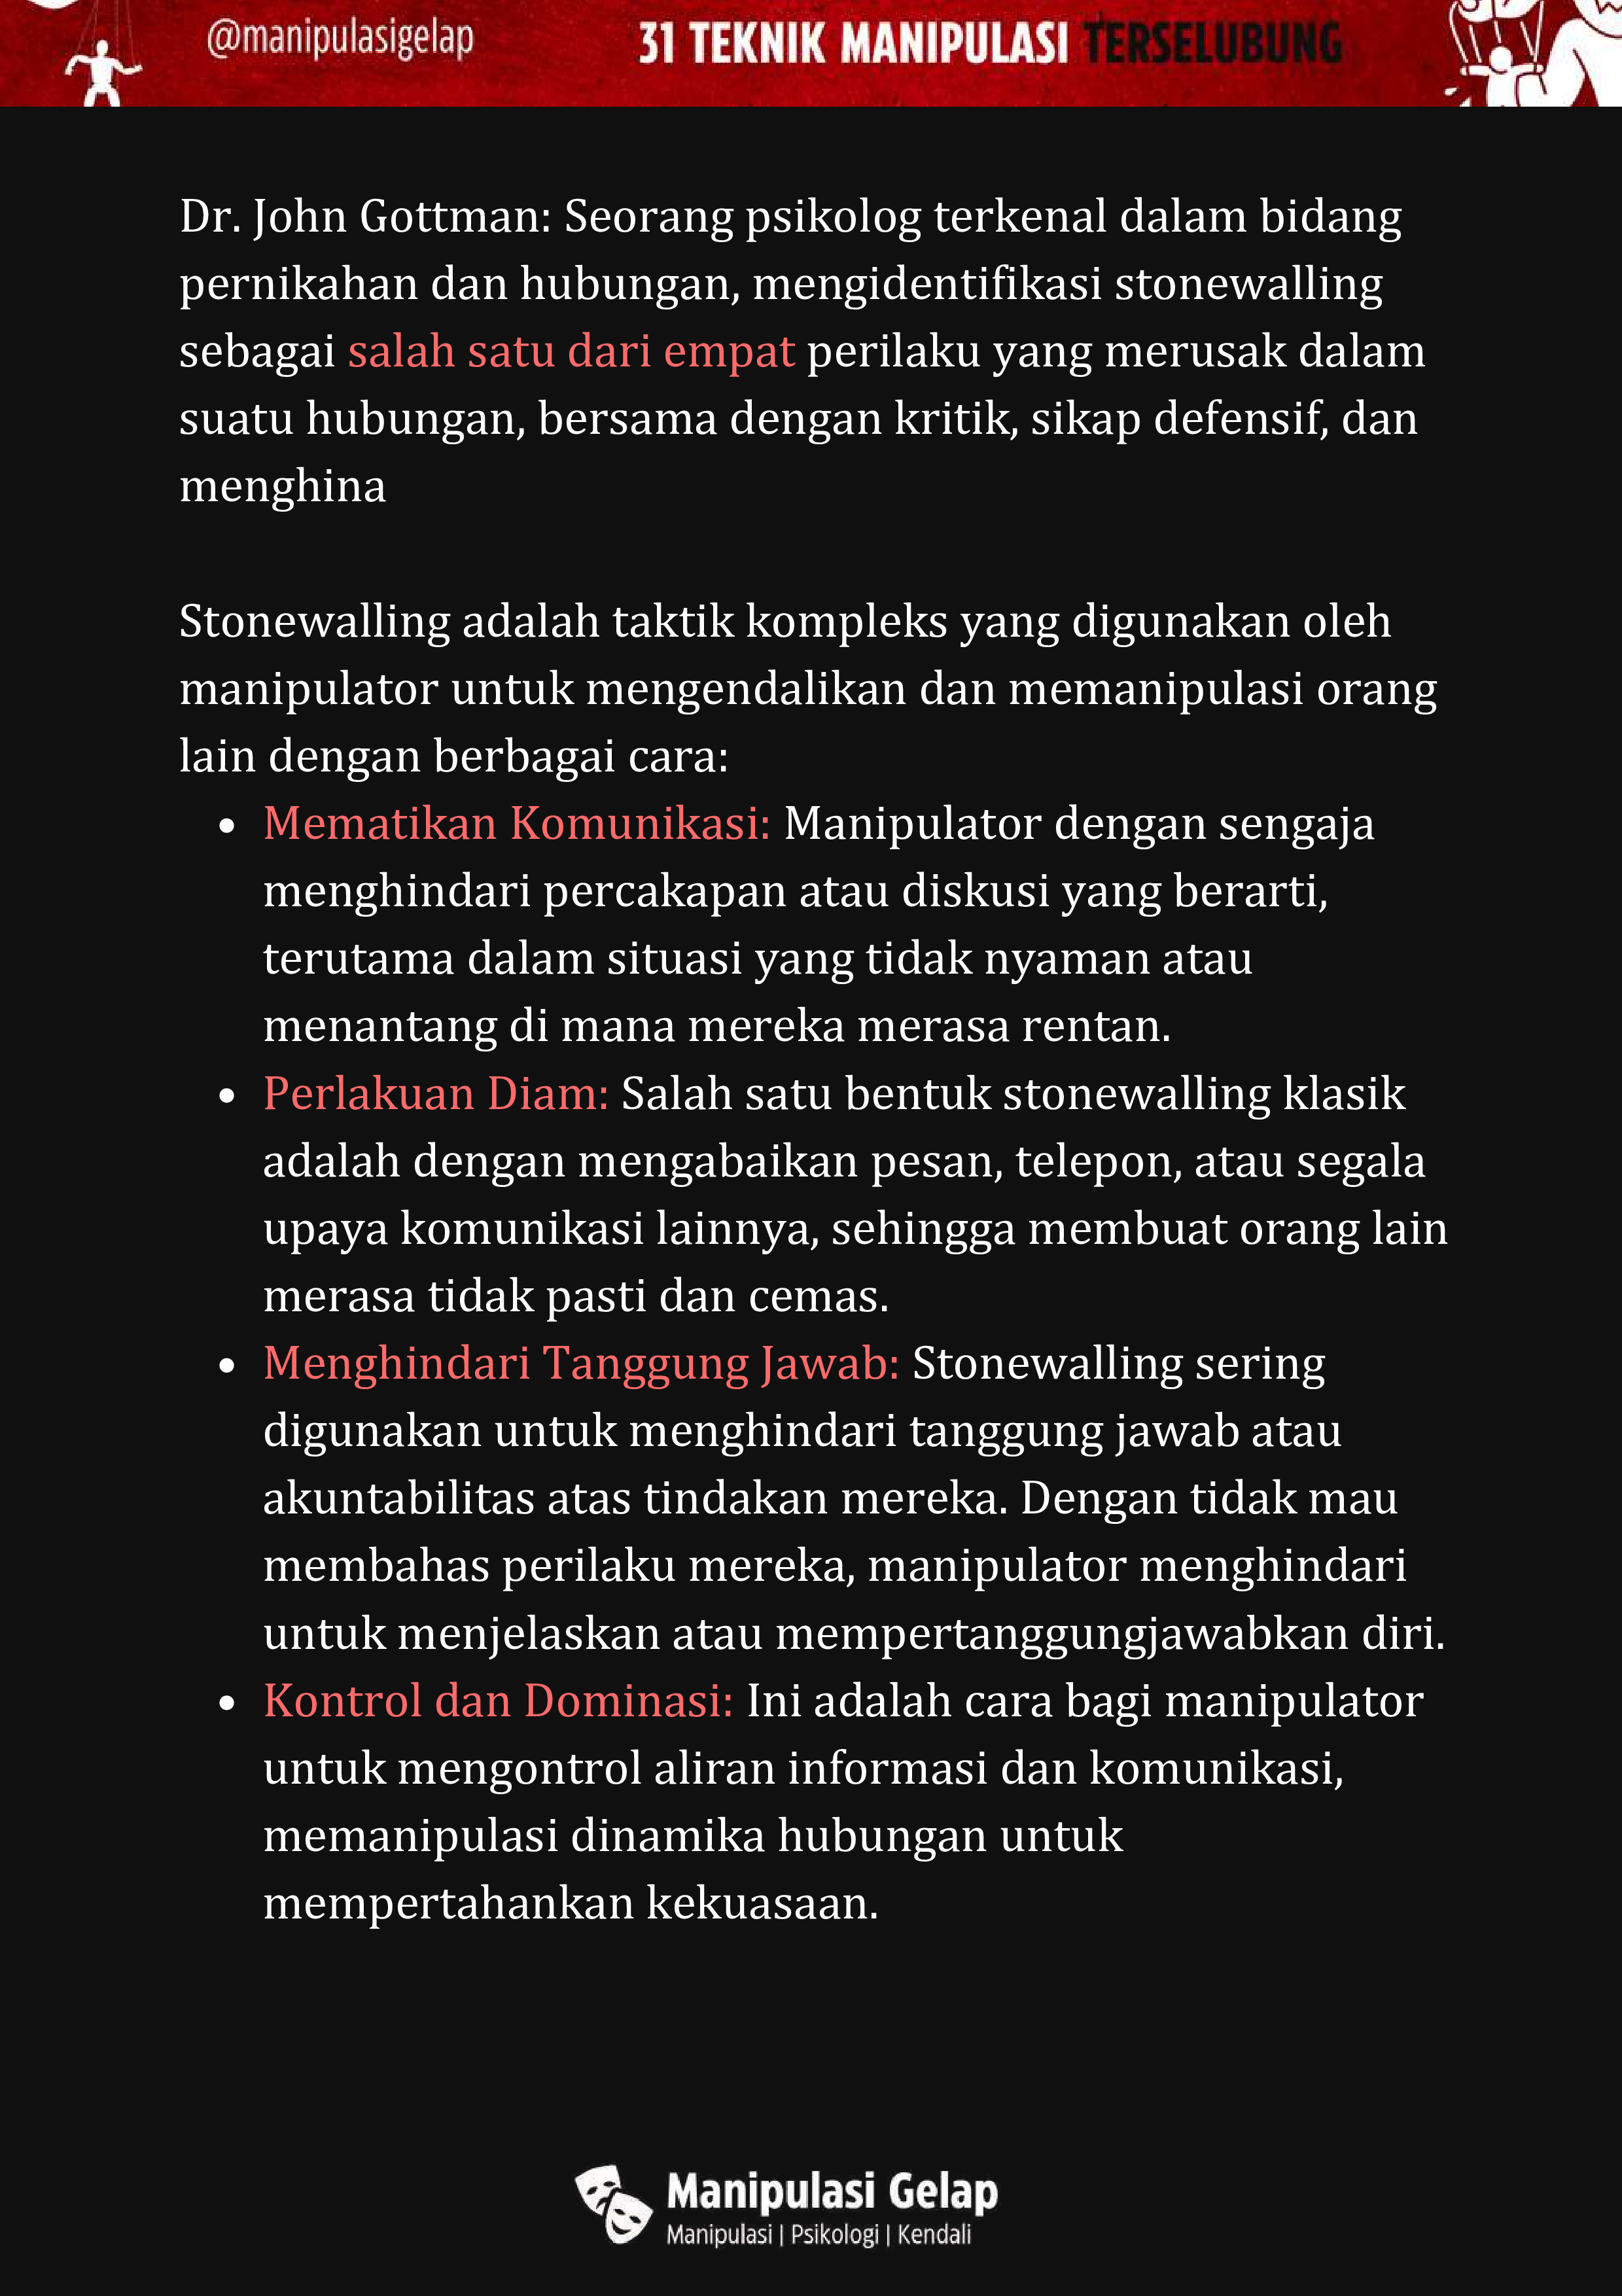 @manipulasigelap
31 TEKNIK MANIPULASI TERSELUBUNG
Dr. John Gottman: Seorang psikolog terkenal dalam bidang
pernikahan dan hubungan, mengidentifikasi stonewalling
sebagai salah satu dari empat perilaku yang merusak dalam
suatu hubungan, bersama dengan kritik, sikap defensif, dan
menghina
Stonewalling adalah taktik kompleks yang digunakan oleh
manipulator untuk mengendalikan dan memanipulasi orang
lain dengan berbagai cara:
• Mematikan Komunikasi: Manipulator dengan sengaja
menghindari percakapan atau diskusi yang berarti,
terutama dalam situasi yang tidak nyaman atau
menantang di mana mereka merasa rentan.
• Perlakuan Diam: Salah satu bentuk stonewalling klasik
adalah dengan mengabaikan pesan, telepon, atau segala
upaya komunikasi lainnya, sehingga membuat orang lain
merasa tidak pasti dan cemas.
• Menghindari Tanggung Jawab: Stonewalling sering
digunakan untuk menghindari tanggung jawab atau
akuntabilitas atas tindakan mereka. Dengan tidak mau
membahas perilaku mereka, manipulator menghindari
untuk menjelaskan atau mempertanggungjawabkan diri.
• Kontrol dan Dominasi: Ini adalah cara bagi manipulator
untuk mengontrol aliran informasi dan komunikasi,
memanipulasi dinamika hubungan untuk
mempertahankan kekuasaan.
Manipulasi Gelap
Manipulasi | Psikologi | Kendali